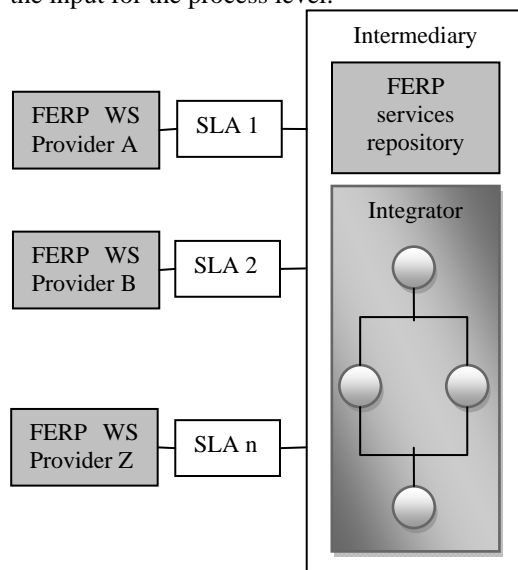 the input for the process level.
Intermediary
FERP
services
repository
FERP WS
Provider A
SLA 1
Integrator
FERP WS
Provider B
SLA 2
FERP WS
Provider Z
SLA n